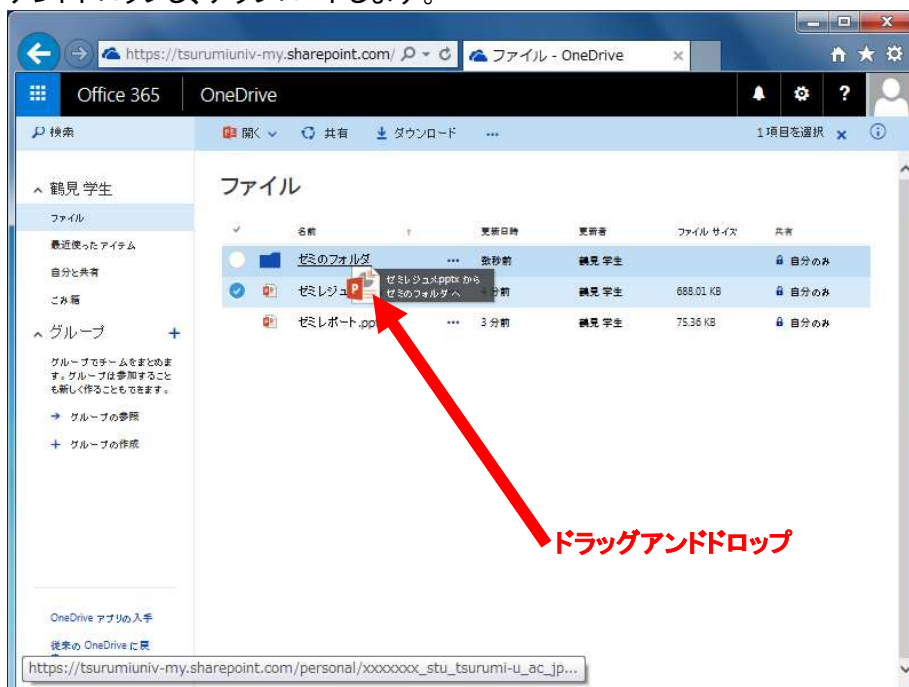 https://tsurumiuniv-my.sharepoint.com/
ファイル - OneDrive
Office 365
OneDrive
?
検索
開く
共有
ダウンロード
...
1 項目を選択
鶴見 学生
ファイル
ファイル
最近使ったアイテム
自分と共有
ごみ箱
グループ
グループでチームをまとめま
す。グループは参加すること
も新しく作ることもできます。
グループの参照
グループの作成
名前 ↑ 更新日時 更新者 ファイル サイズ 共有
ゼミのフォルダ ... 数秒前 鶴見 学生 自分のみ
ゼミレジュ 分前 鶴見 学生 688.01 KB 自分のみ
ゼミレジュメ.pptx から
ゼミのフォルダ へ
ゼミレポート.pp ... 3 分前 鶴見 学生 75.36 KB 自分のみ
ドラッグアンドドロップ
OneDrive アプリの入手
従来の OneDrive に戻
https://tsurumiuniv-my.sharepoint.com/personal/xxxxxxx_stu_tsurumi-u_ac_jp...